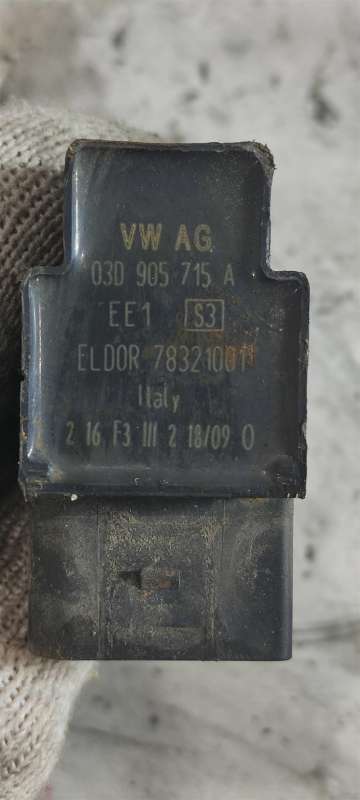 VW AG
03D 905 715 A
EE1 S3
ELDOR 78321001
Italy
2 16 F3 III 2 18/09 0